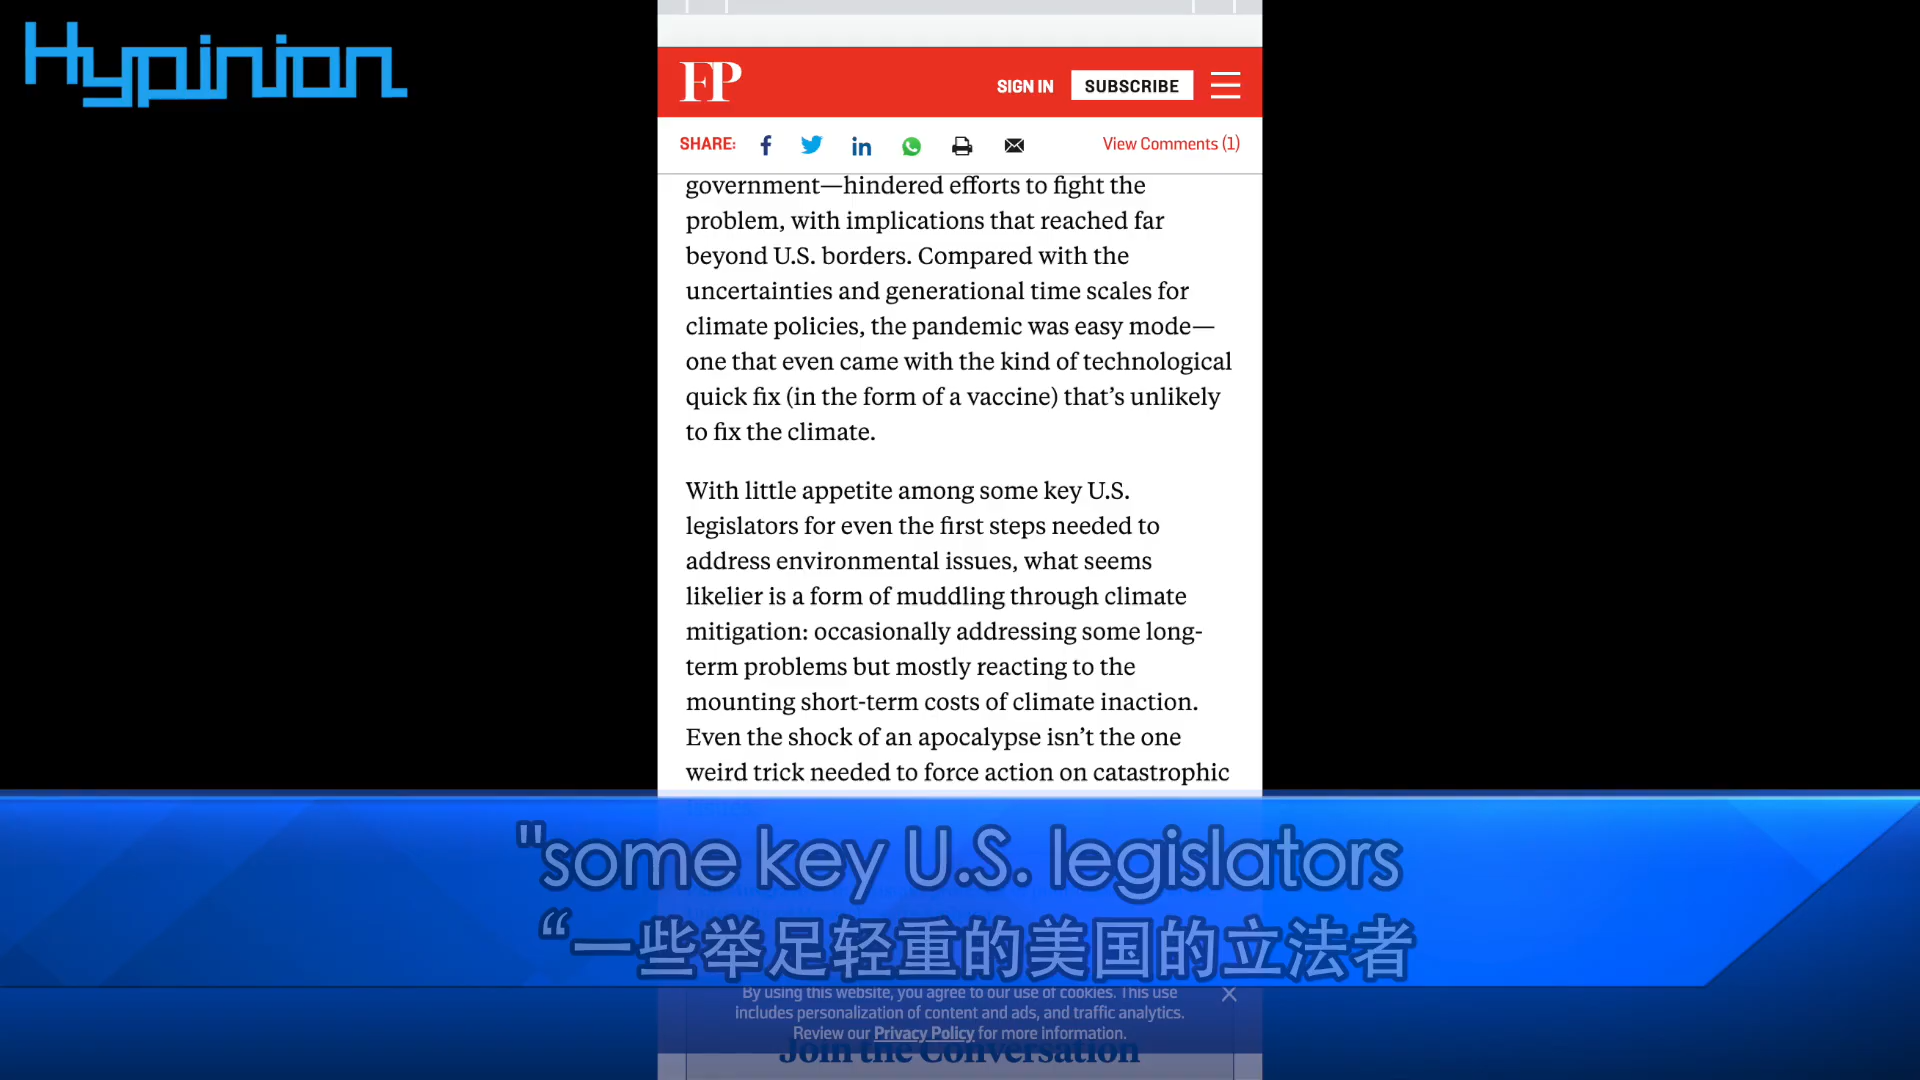 Hypinion
FP
SIGN IN
SUBSCRIBE
SHARE:
View Comments (1)
government—hindered efforts to fight the
problem, with implications that reached far
beyond U.S. borders. Compared with the
uncertainties and generational time scales for
climate policies, the pandemic was easy mode—
one that even came with the kind of technological
quick fix (in the form of a vaccine) that’s unlikely
to fix the climate.
With little appetite among some key U.S.
legislators for even the first steps needed to
address environmental issues, what seems
likelier is a form of muddling through climate
mitigation: occasionally addressing some long-
term problems but mostly reacting to the
mounting short-term costs of climate inaction.
Even the shock of an apocalypse isn’t the one
weird trick needed to force action on catastrophic
"some key U.S. legislators
“一些举足轻重的美国的立法者
By using this website, you agree to our use of cookies. This use
includes personalization of content and ads, and traffic analytics.
Review our Privacy Policy for more information.
Join the Conversation